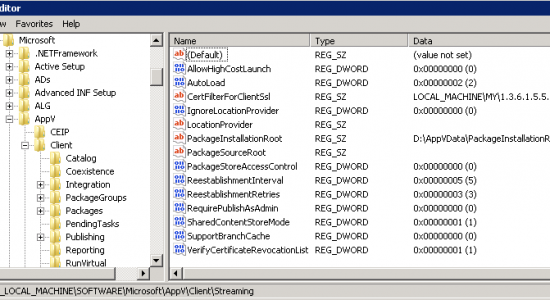 ditor
w Favorites Help
Microsoft
.NETFramework
Active Setup
ADs
Advanced INF Setup
ALG
AppV
CEIP
Client
Catalog
Coexistence
Integration
PackageGroups
Packages
PendingTasks
Publishing
Reporting
RunVirtual
Name Type Data
(Default) REG_SZ (value not set)
AllowHighCostLaunch REG_DWORD 0x00000000 (0)
AutoLoad REG_DWORD 0x00000002 (2)
CertFilterForClientSsl REG_SZ LOCAL_MACHINE\MY\1.3.6.1.5.5.
IgnoreLocationProvider REG_DWORD 0x00000000 (0)
LocationProvider REG_SZ
PackageInstallationRoot REG_SZ D:\AppVData\PackageInstallationR
PackageSourceRoot REG_SZ
PackageStoreAccessControl REG_DWORD 0x00000000 (0)
ReestablishmentInterval REG_DWORD 0x00000005 (5)
ReestablishmentRetries REG_DWORD 0x00000003 (3)
RequirePublishAsAdmin REG_DWORD 0x00000000 (0)
SharedContentStoreMode REG_DWORD 0x00000001 (1)
SupportBranchCache REG_DWORD 0x00000000 (0)
VerifyCertificateRevocationList REG_DWORD 0x00000001 (1)
_LOCAL_MACHINE\SOFTWARE\Microsoft\AppV\Client\Streaming